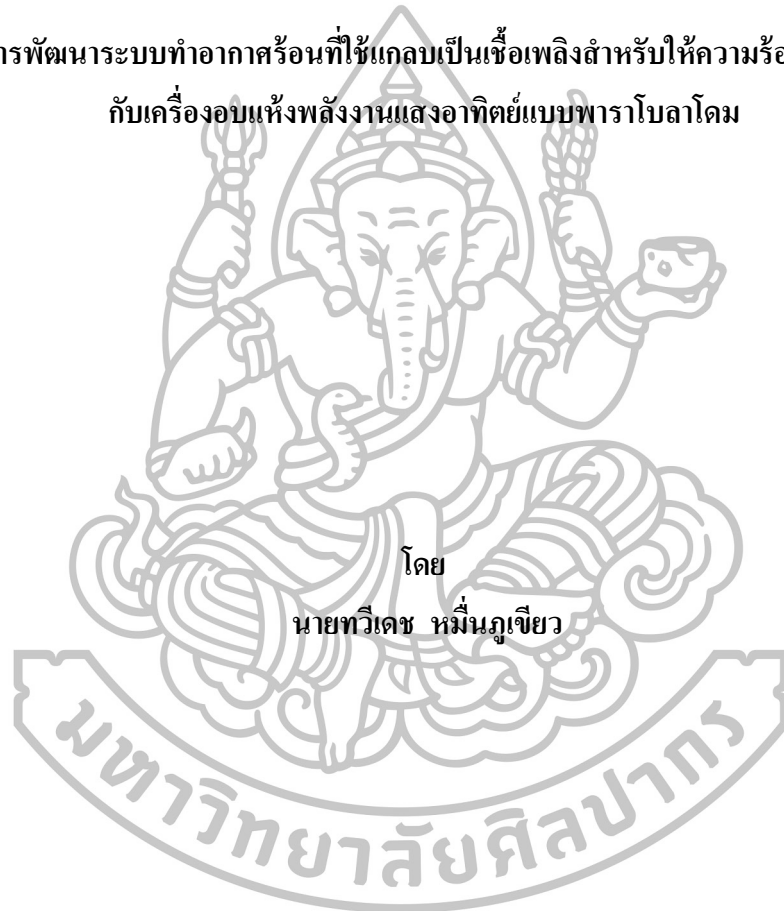 ารพัฒนาระบบทำอากาศร้อนที่ใช้แกลบเป็นเชื้อเพลิงสำหรับให้ความร้อ
กับเครื่องอบแห้งพลังงานแสงอาทิตย์แบบพาราโบลาโดม
โดย
นายทวีเดช หมื่นภูเขียว
มหาวิทยาลัยศิลปากร